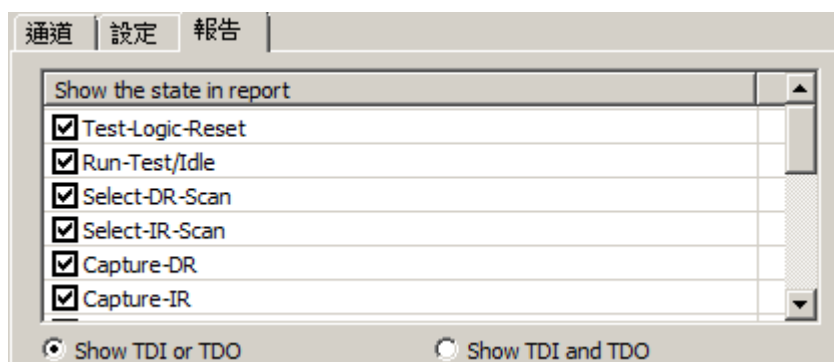 通道 設定 報告
Show the state in report
Test-Logic-Reset
Run-Test/Idle
Select-DR-Scan
Select-IR-Scan
Capture-DR
Capture-IR
Show TDI or TDO Show TDI and TDO